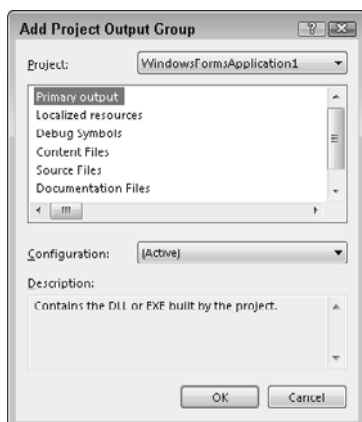 Add Project Output Group
Project: WindowsFormsApplication1
Primary output
Localized resources
Debug Symbols
Content Files
Source Files
Documentation Files
Configuration: (Active)
Description:
Contains the DLL or EXE built by the project.
OK Cancel